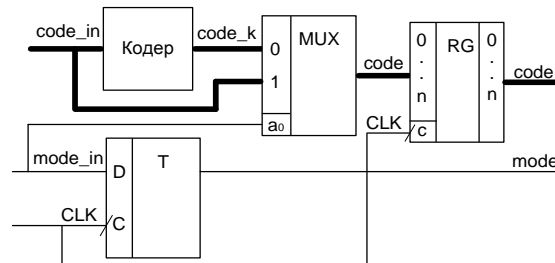 code_in
Кодер
code_k
0
1
MUX
a0
code
0
.
.
n
RG
0
.
.
n
code
CLK
c
mode_in
D
T
mode
CLK
C